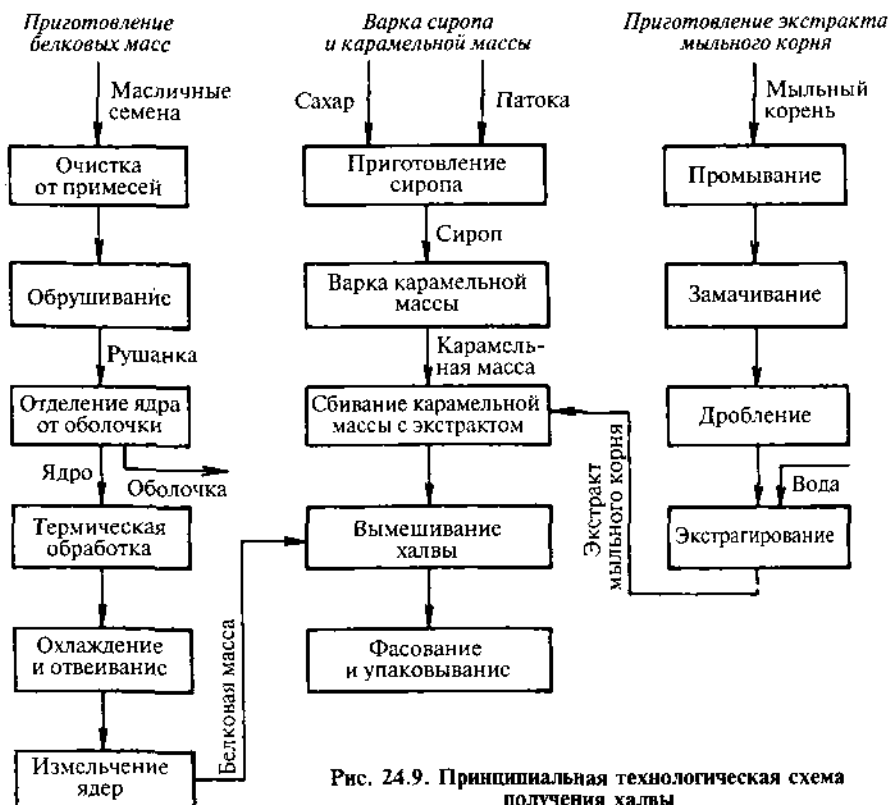 Приготовление
белковых масс
Масличные
семена
Очистка
от примесей
Обрушивание
Рушанка
Отделение ядра
от оболочки
Ядро
Оболочка
Термическая
обработка
Охлаждение
и отвеивание
Измельчение
ядер
Белковая масса
Варка сиропа
и карамельной массы
Сахар
Патока
Приготовление
сиропа
Сироп
Варка карамельной
массы
Карамель-
ная масса
Сбивание карамельной
массы с экстрактом
Вымешивание
халвы
Фасование
и упаковывание
Приготовление экстракта
мыльного корня
Мыльный
корень
Промывание
Замачивание
Дробление
Вода
Экстрагирование
Экстракт
мыльного корня
Рис. 24.9. Принципиальная технологическая схема
получения халвы